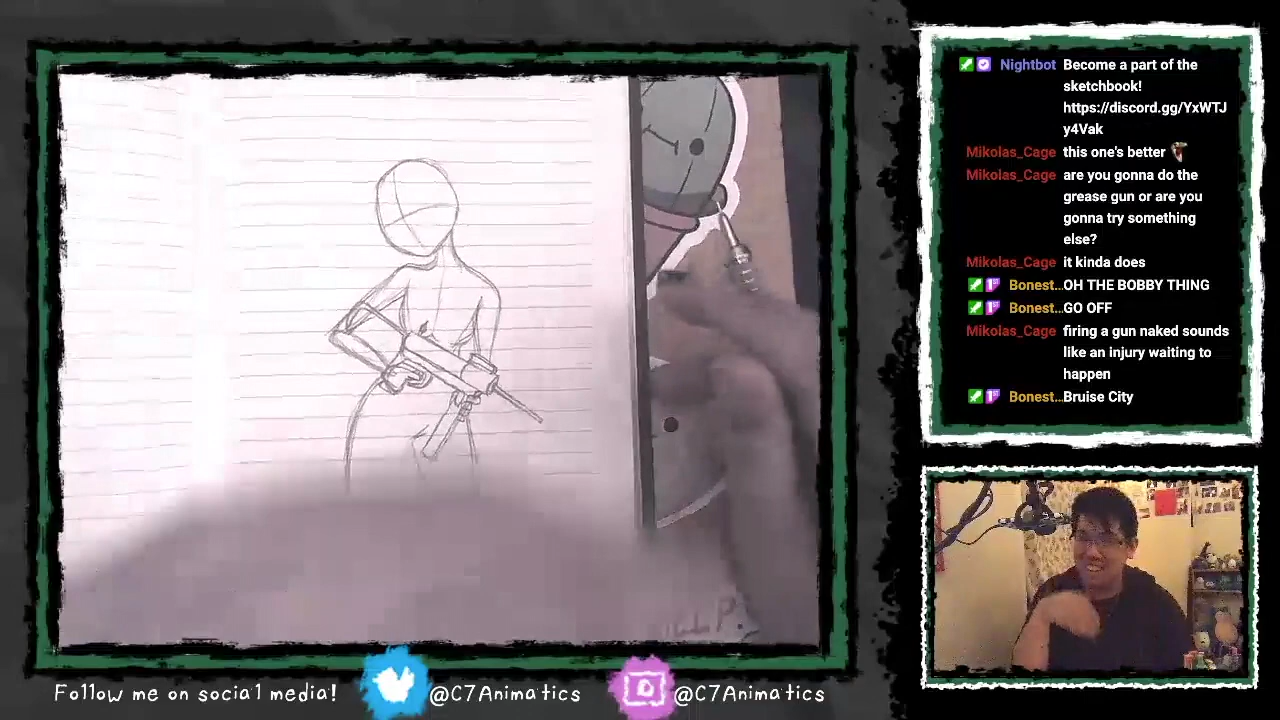 Nightbot Become a part of the
sketchbook!
https://discord.gg/YxWTJ
y4Vak
Mikolas_Cage this one's better
Mikolas_Cage are you gonna do the
grease gun or are you
gonna try something
else?
Mikolas_Cage it kinda does
Bonest... OH THE BOBBY THING
Bonest... GO OFF
Mikolas_Cage firing a gun naked sounds
like an injury waiting to
happen
Bonest... Bruise City
Follow me on social media! @C7Animatics @C7Animatics